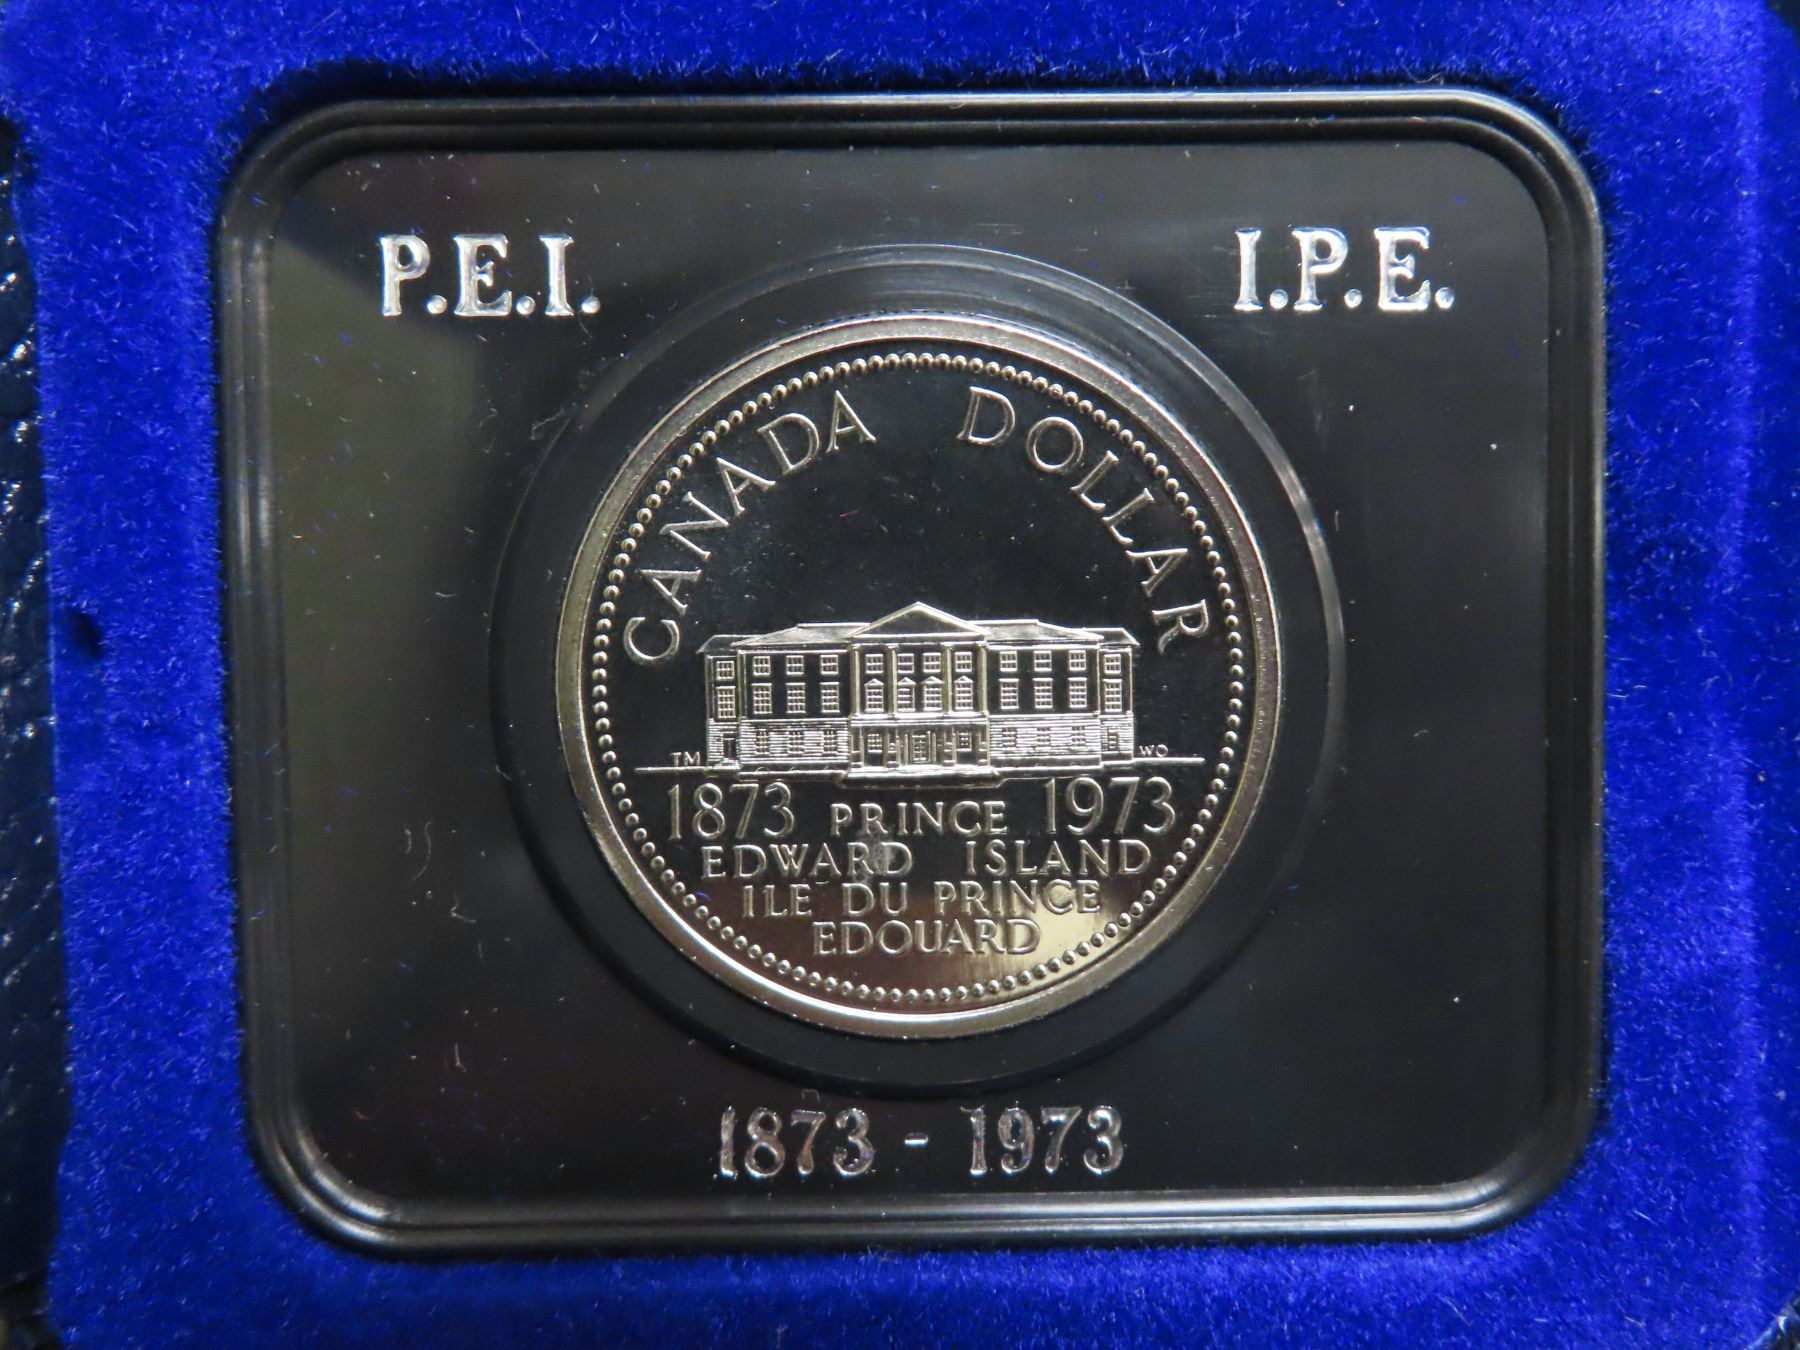 P.E.I. I.P.E.
CANADA DOLLAR
TM WO
1873 PRINCE 1973
EDWARD ISLAND
ILE DU PRINCE
EDOUARD
1873 - 1973